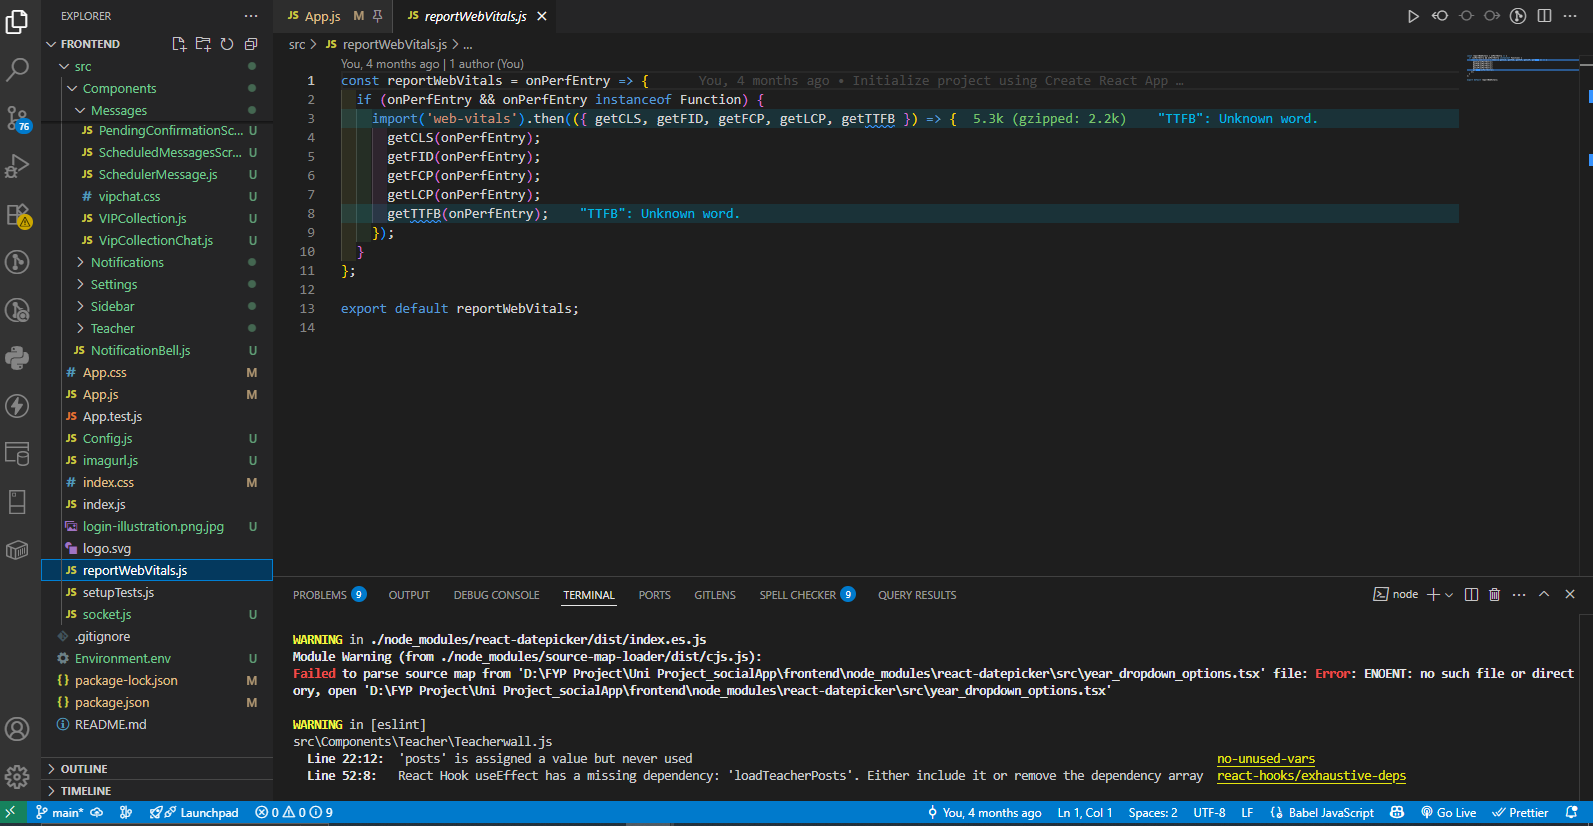 EXPLORER
FRONTEND
src
Components
Messages
PendingConfirmationSc... U
JS ScheduledMessagesScr... U
JS SchedulerMessage.js U
# vipchat.css U
JS VIPCollection.js U
JS VipCollectionChat.js U
Notifications
Settings
Sidebar
Teacher
JS NotificationBell.js U
# App.css M
JS App.js M
JS App.test.js
JS Config.js U
JS imagurl.js U
# index.css M
JS index.js
login-illustration.png.jpg U
logo.svg
JS reportWebVitals.js
JS setupTests.js
JS socket.js U
.gitignore
Environment.env U
{} package-lock.json M
{} package.json M
README.md
OUTLINE
TIMELINE
76
JS App.js M
JS reportWebVitals.js
src > JS reportWebVitals.js > ...
You, 4 months ago | 1 author (You)
1 const reportWebVitals = onPerfEntry => { You, 4 months ago • Initialize project using Create React App …
2 if (onPerfEntry && onPerfEntry instanceof Function) {
3 import('web-vitals').then(({ getCLS, getFID, getFCP, getLCP, getTTFB }) => { 5.3k (gzipped: 2.2k) "TTFB": Unknown word.
4 getCLS(onPerfEntry);
5 getFID(onPerfEntry);
6 getFCP(onPerfEntry);
7 getLCP(onPerfEntry);
8 getTTFB(onPerfEntry); "TTFB": Unknown word.
9 });
10 }
11 };
12
13 export default reportWebVitals;
14
PROBLEMS 9 OUTPUT DEBUG CONSOLE TERMINAL PORTS GITLENS SPELL CHECKER 9 QUERY RESULTS
node
WARNING in ./node_modules/react-datepicker/dist/index.es.js
Module Warning (from ./node_modules/source-map-loader/dist/cjs.js):
Failed to parse source map from 'D:\FYP Project\Uni Project_socialApp\frontend\node_modules\react-datepicker\src\year_dropdown_options.tsx' file: Error: ENOENT: no such file or direct
ory, open 'D:\FYP Project\Uni Project_socialApp\frontend\node_modules\react-datepicker\src\year_dropdown_options.tsx'
WARNING in [eslint]
src\Components\Teacher\Teacherwall.js
Line 22:12: 'posts' is assigned a value but never used no-unused-vars
Line 52:8: React Hook useEffect has a missing dependency: 'loadTeacherPosts'. Either include it or remove the dependency array react-hooks/exhaustive-deps
main* Launchpad 0 0 9 You, 4 months ago Ln 1, Col 1 Spaces: 2 UTF-8 LF Babel JavaScript Go Live Prettier